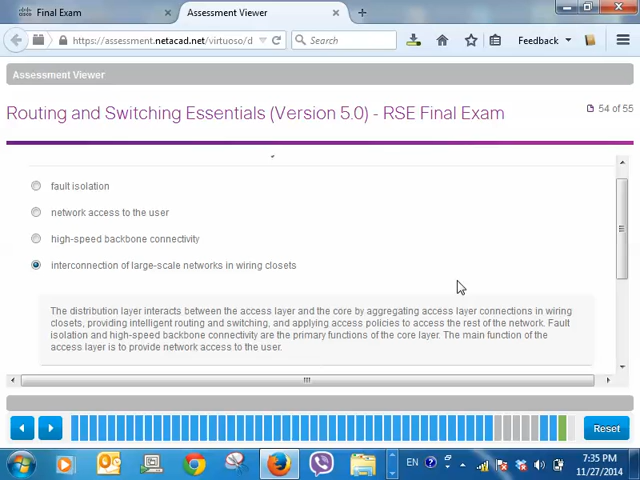 Final Exam
Assessment Viewer
https://assessment.netacad.net/virtuoso/d
Search
Feedback
Assessment Viewer
Routing and Switching Essentials (Version 5.0) - RSE Final Exam
54 of 55
fault isolation
network access to the user
high-speed backbone connectivity
interconnection of large-scale networks in wiring closets
The distribution layer interacts between the access layer and the core by aggregating access layer connections in wiring
closets, providing intelligent routing and switching, and applying access policies to access the rest of the network. Fault
isolation and high-speed backbone connectivity are the primary functions of the core layer. The main function of the
access layer is to provide network access to the user.
Reset
EN
7:35 PM
11/27/2014